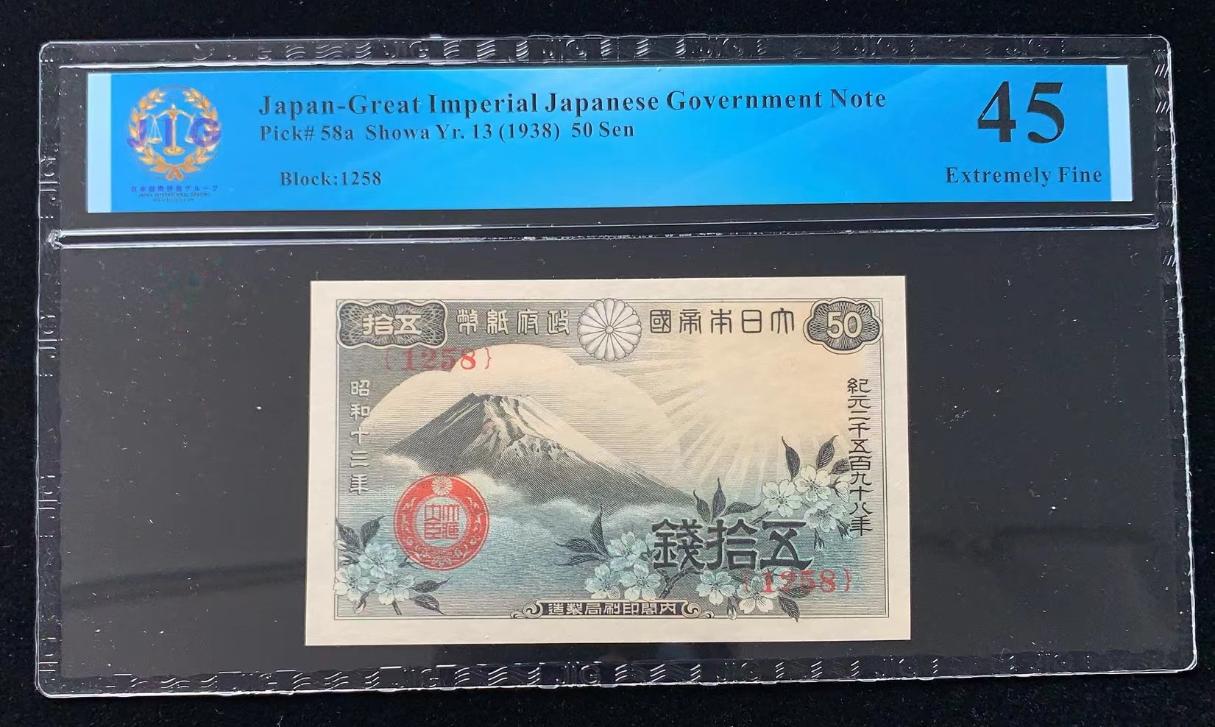 Japan-Great Imperial Japanese Government Note
Pick# 58a Showa Yr. 13 (1938) 50 Sen
Block:1258
45
Extremely Fine
JIG
拾五
幣紙府政
國帝本日大
50
{1258}
昭和十三年
紀元二千五百九十八年
錢拾五
{1258}
造製局刷印閣内